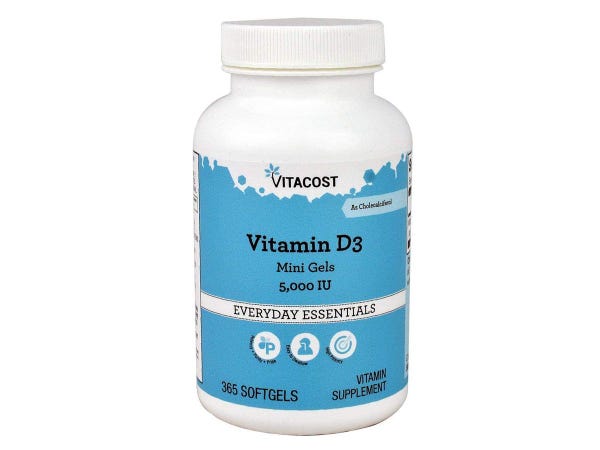 VITACOST
As Cholecalciferol
Vitamin D3
Mini Gels
5,000 IU
EVERYDAY ESSENTIALS
365 SOFTGELS
VITAMIN
SUPPLEMENT